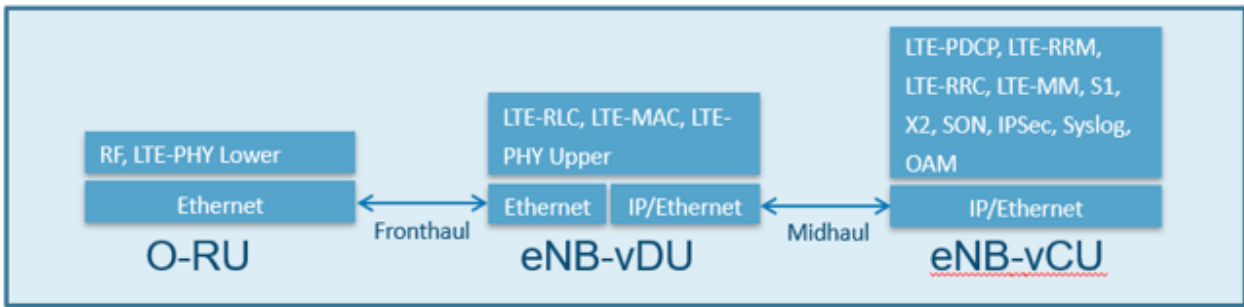 RF, LTE-PHY Lower
Ethernet
O-RU
Fronthaul
LTE-RLC, LTE-MAC, LTE-
PHY Upper
Ethernet
IP/Ethernet
eNB-vDU
Midhaul
LTE-PDCP, LTE-RRM,
LTE-RRC, LTE-MM, S1,
X2, SON, IPSec, Syslog,
OAM
IP/Ethernet
eNB-vCU